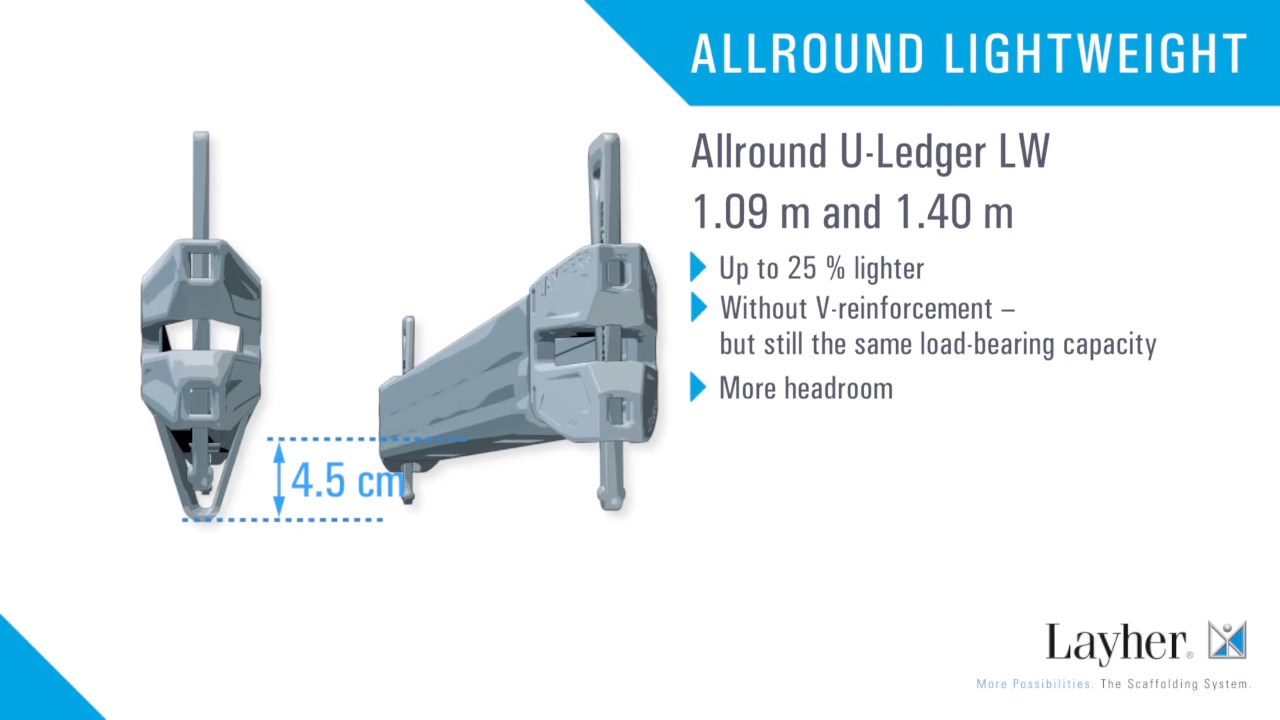 ALLROUND LIGHTWEIGHT
Allround U-Ledger LW
1.09 m and 1.40 m
Up to 25 % lighter
Without V-reinforcement –
but still the same load-bearing capacity
More headroom
4.5 cm
Layher®
More Possibilities. The Scaffolding System.